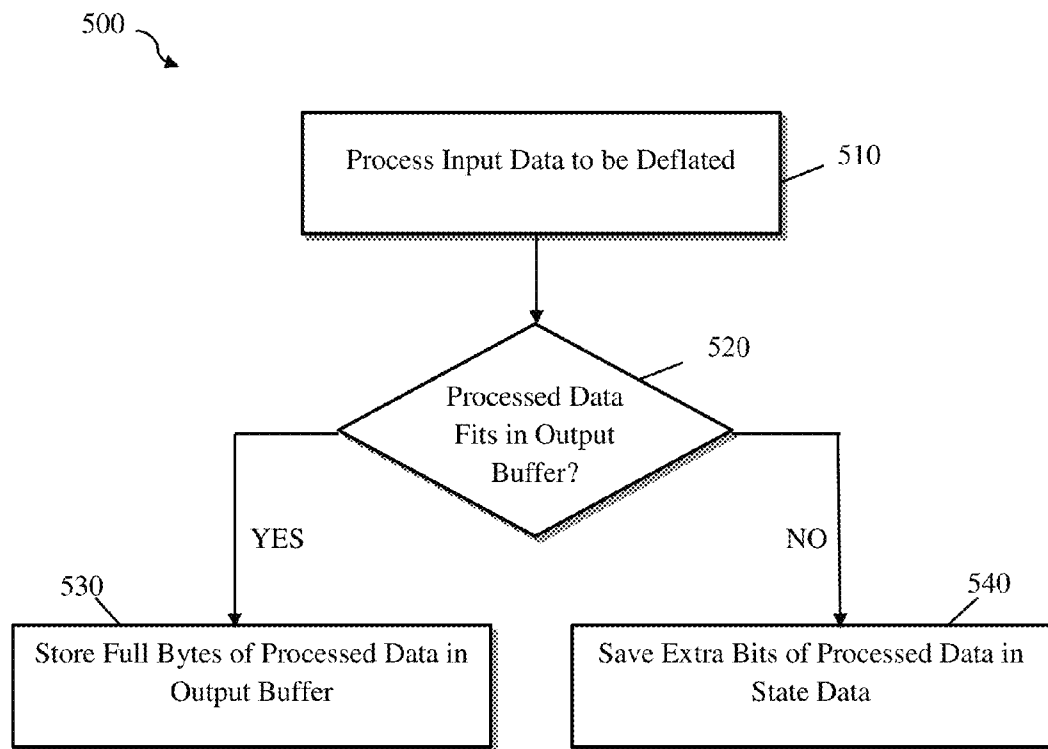 500
Process Input Data to be Deflated
510
520
Processed Data
Fits in Output
Buffer?
YES
NO
530
540
Store Full Bytes of Processed Data in
Output Buffer
Save Extra Bits of Processed Data in
State Data